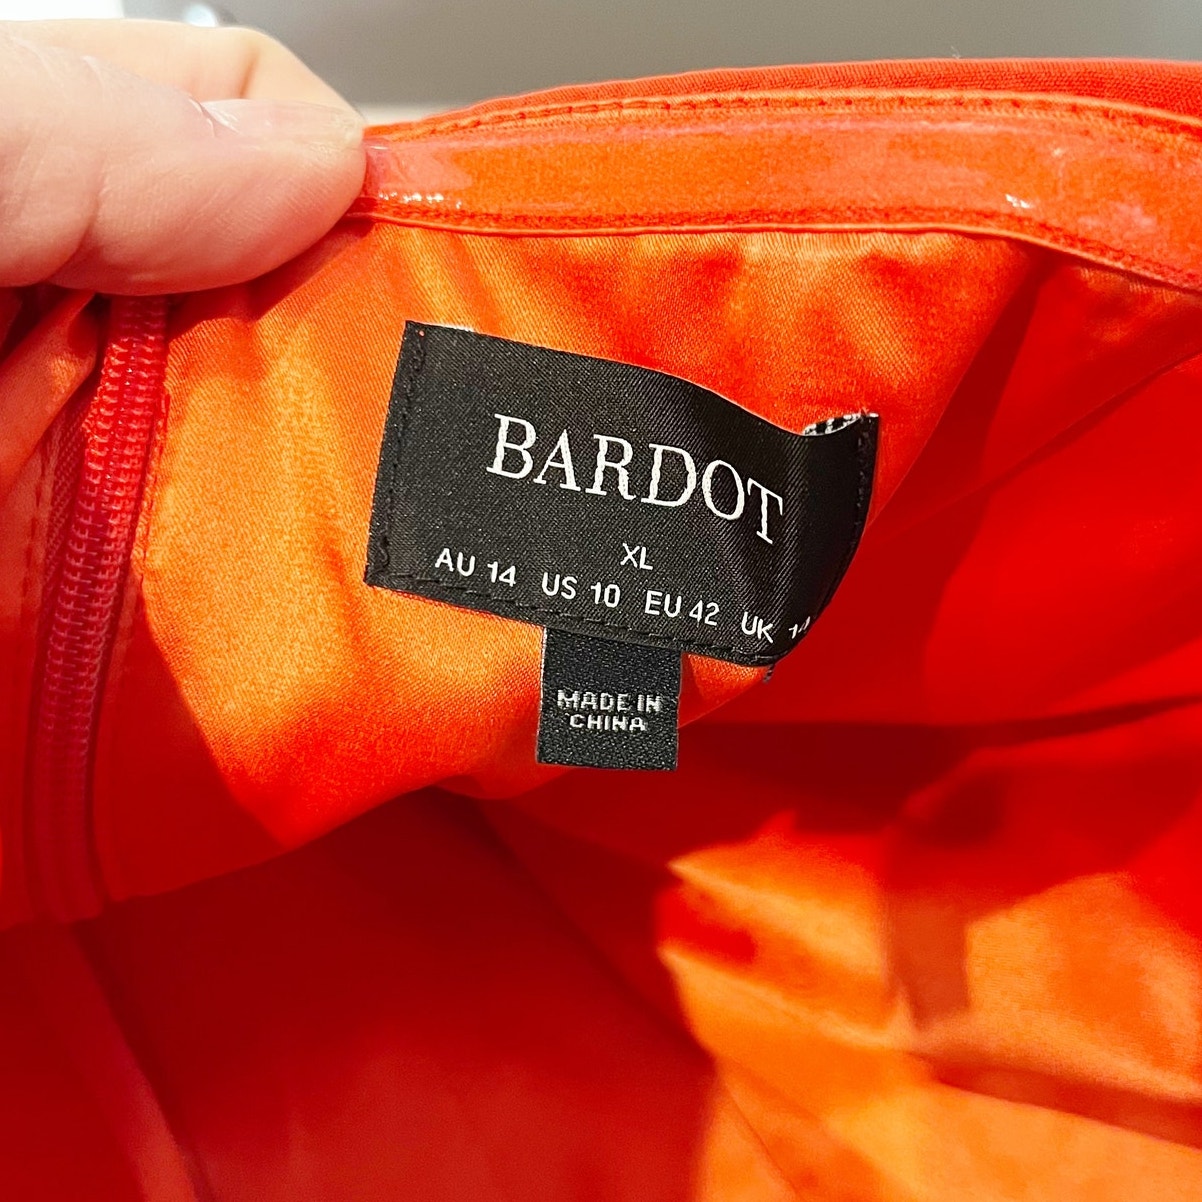 BARDOT
XL
AU 14 US 10 EU 42 UK 14
MADE IN
CHINA